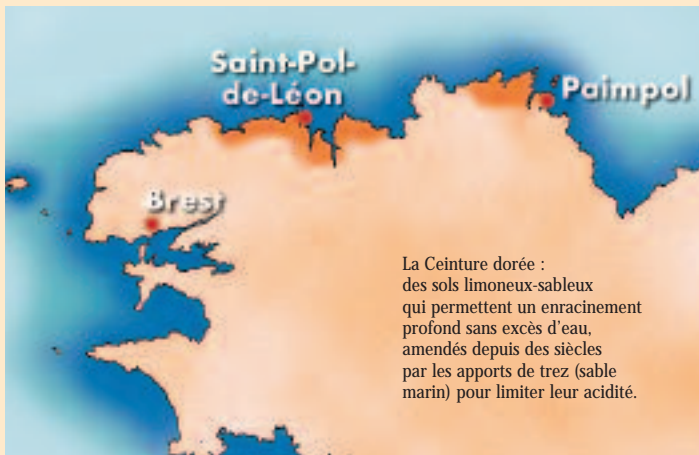 Saint-Pol-
de-Léon
Paimpol
Brest
La Ceinture dorée :
des sols limoneux-sableux
qui permettent un enracinement
profond sans excès d'eau,
amendés depuis des siècles
par les apports de trez (sable
marin) pour limiter leur acidité.